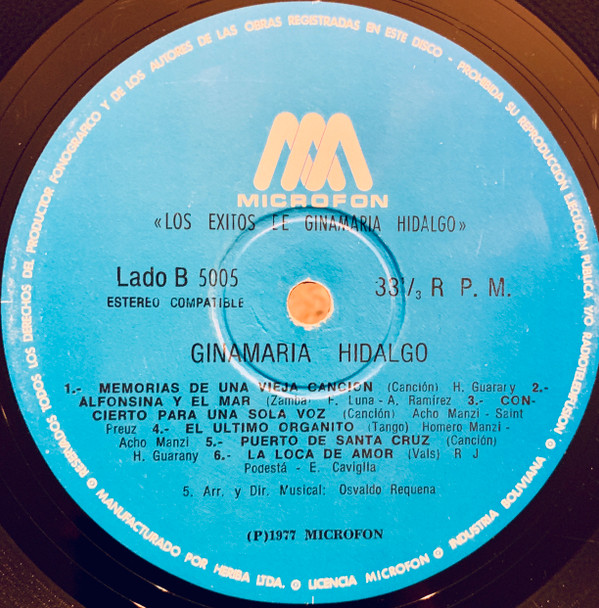 RESERVADOS TODOS LOS DERECHOS DEL PRODUCTOR FONOGRAFICO Y DE LOS AUTORES DE LAS OBRAS REGISTRADAS EN ESTE DISCO - PROHIBIDA SU REPRODUCCION EJECUCION PUBLICA Y/O RADIOTELEDIFUSION
MICROFON
«LOS EXITOS DE GINAMARIA HIDALGO»
Lado B 5005
33 1/3 R P. M.
ESTEREO COMPATIBLE
GINAMARIA HIDALGO
1.- MEMORIAS DE UNA VIEJA CANCION (Canción) H. Guarary 2.-
ALFONSINA Y EL MAR (Zamba) F. Luna - A. Ramírez 3.- CON-
CIERTO PARA UNA SOLA VOZ (Canción) Acho Manzi - Saint
Preuz 4.- EL ULTIMO ORGANITO (Tango) Homero Manzi -
Acho Manzi 5.- PUERTO DE SANTA CRUZ (Canción)
H. Guarany 6.- LA LOCA DE AMOR (Vals) R J
Podestá - E. Caviglia
5. Arr. y Dir. Musical: Osvaldo Requena
(P)1977 MICROFON
MANUFACTURADO POR HERIBA LTDA. LICENCIA MICROFON INDUSTRIA BOLIVIANA